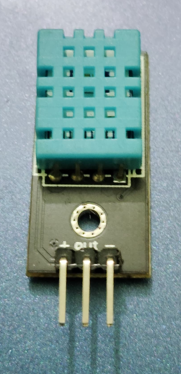 + out -